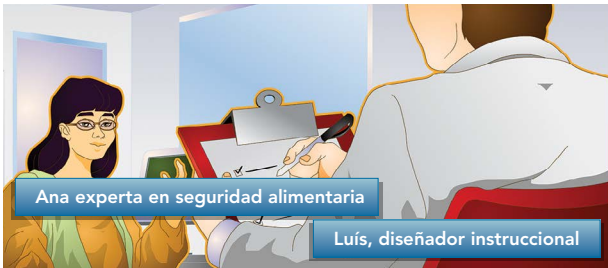 Ana experta en seguridad alimentaria
Luís, diseñador instruccional